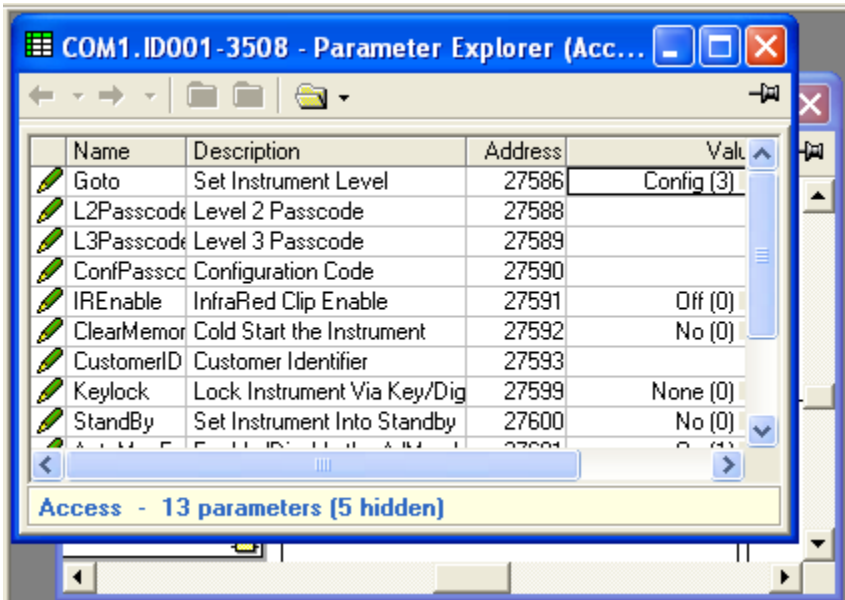 COM1.ID001-3508 - Parameter Explorer (Acc...
Name Description Address Valu
Goto Set Instrument Level 27586 Config (3)
L2Passcode Level 2 Passcode 27588
L3Passcode Level 3 Passcode 27589
ConfPassco Configuration Code 27590
IREnable InfraRed Clip Enable 27591 Off (0)
ClearMemor Cold Start the Instrument 27592 No (0)
CustomerID Customer Identifier 27593
Keylock Lock Instrument Via Key/Dig 27599 None (0)
StandBy Set Instrument Into Standby 27600 No (0)
Access - 13 parameters (5 hidden)